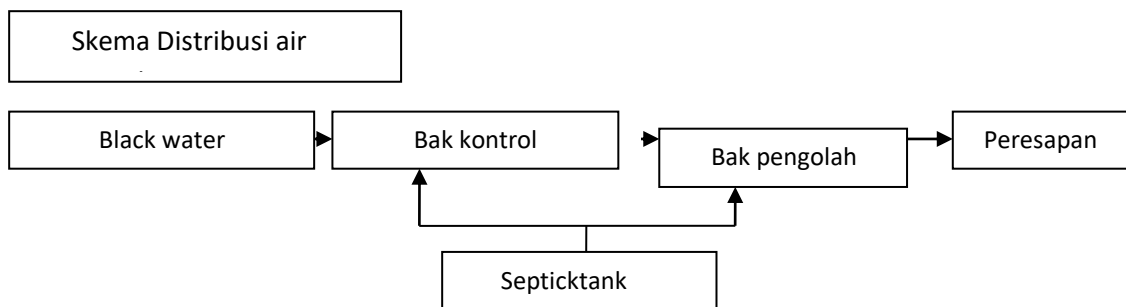 Skema Distribusi air
Black water
Bak kontrol
Bak pengolah
Peresapan
Septicktank